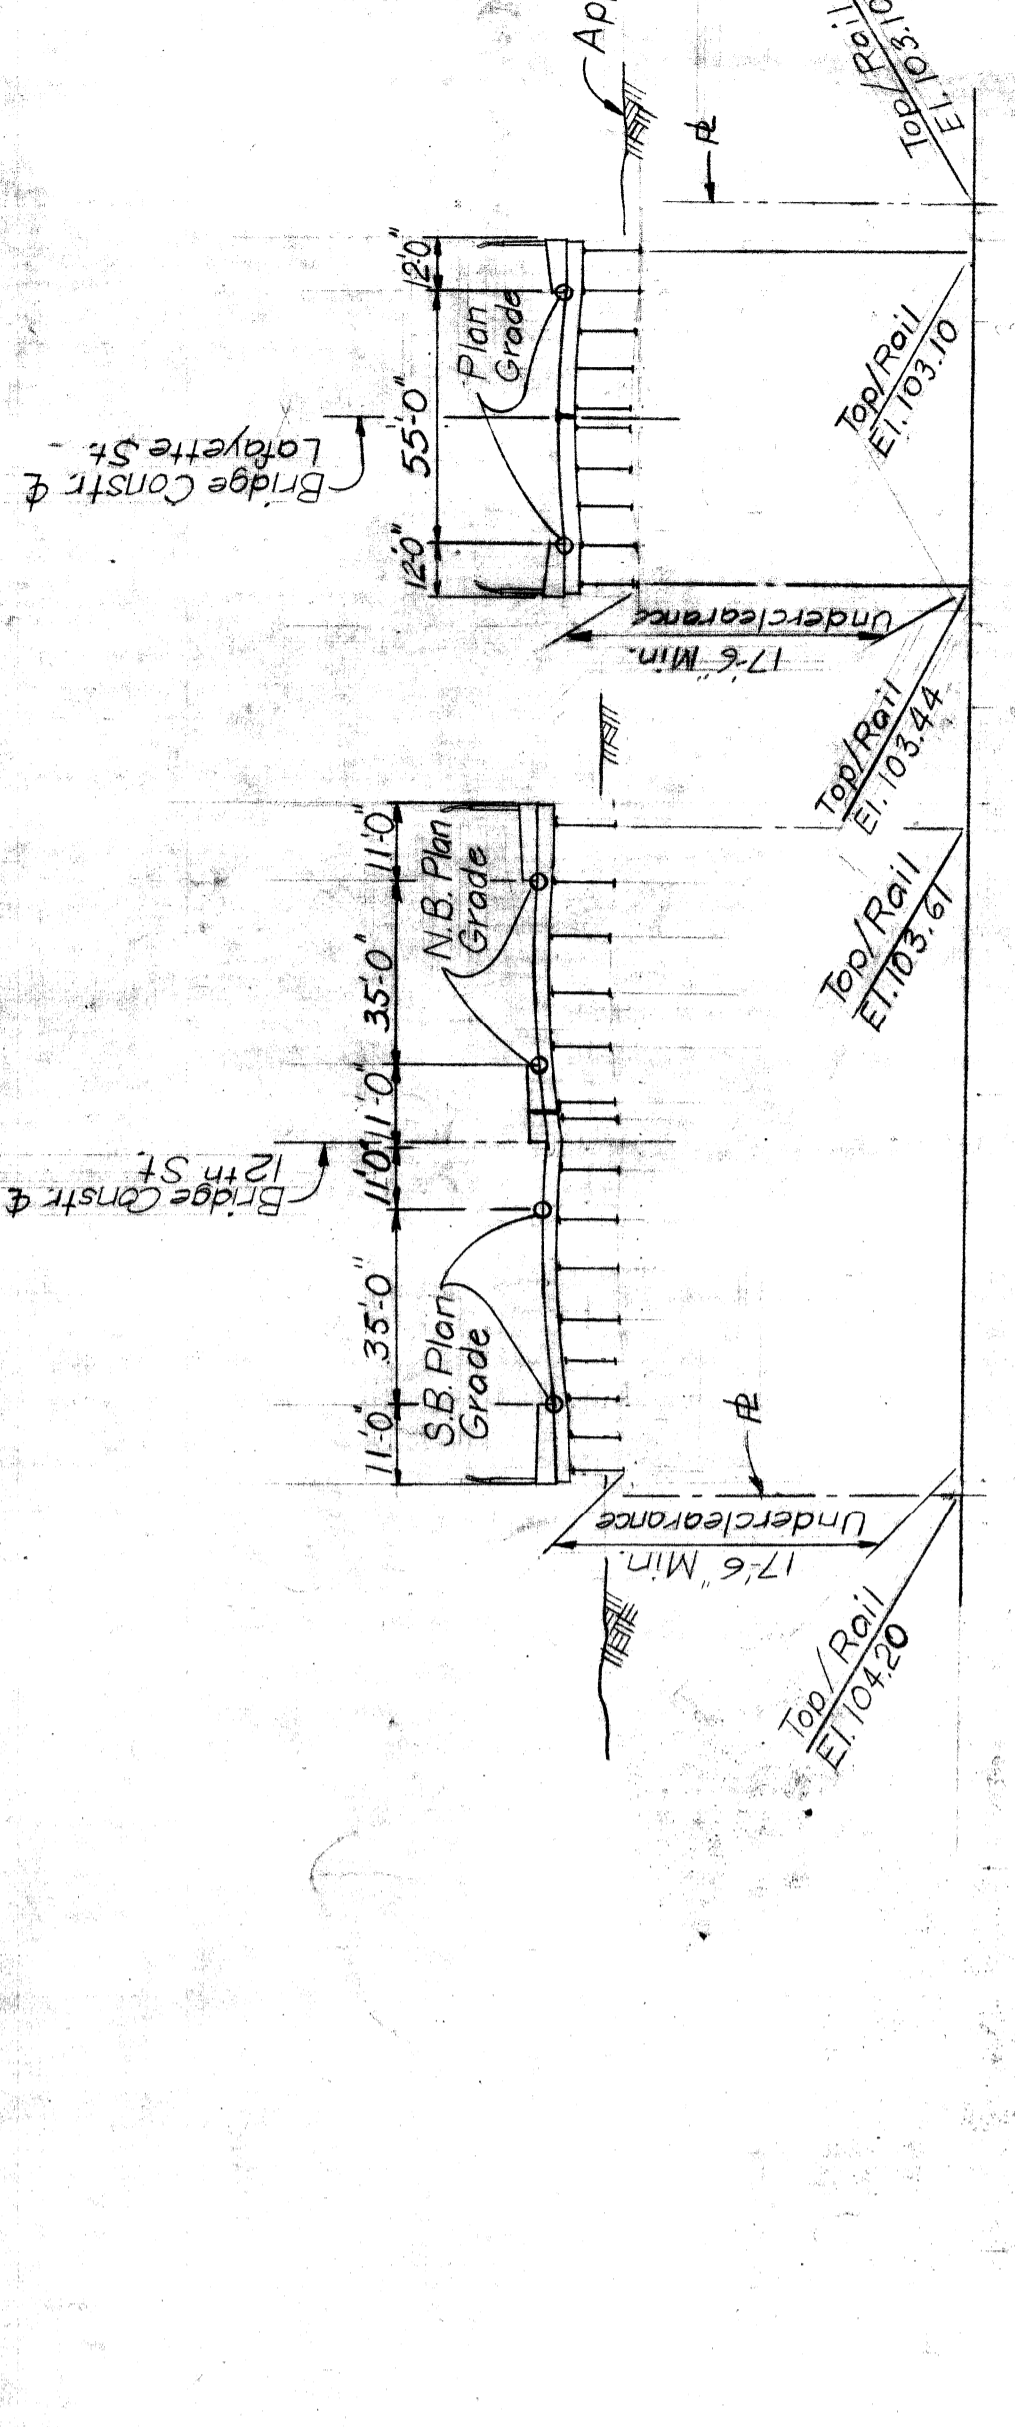 Bridge Constr. ℄
12th St.
11'-0"
35'-0"
11'-0"
11'-0"
35'-0"
11'-0"
S.B. Plan
Grade
N.B. Plan
Grade
17'-6" Min.
Underclearance
℄
Top/Rail
El. 104.20
Top/Rail
El. 103.61
Top/Rail
El. 103.44
Bridge Constr. ℄
Lafayette St.
12'-0"
55'-0"
12'-0"
Plan
Grade
17'-6" Min.
Underclearance
Top/Rail
El. 103.10
℄
Top/Rail
El. 103.10
Ap